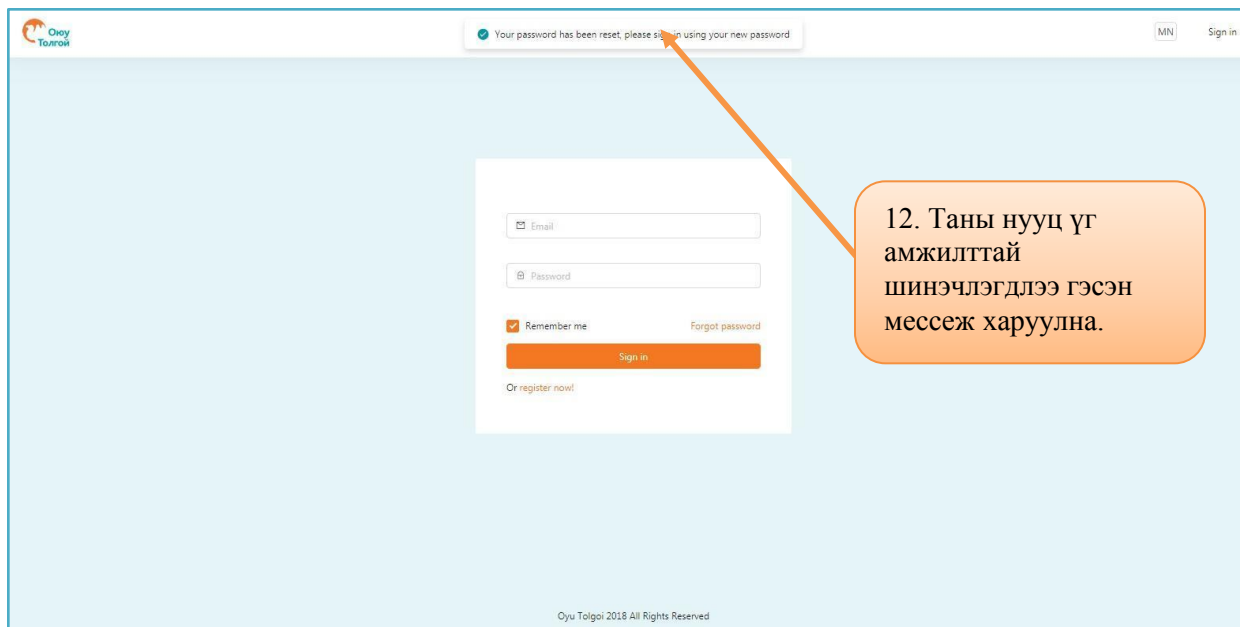 Оюу
Толгой
Your password has been reset, please sign in using your new password
MN
Sign in
Email
Password
Remember me
Forgot password
Sign in
Or register now!
12. Таны нууц үг
амжилттай
шинэчлэгдлээ гэсэн
мессеж харуулна.
Oyu Tolgoi 2018 All Rights Reserved